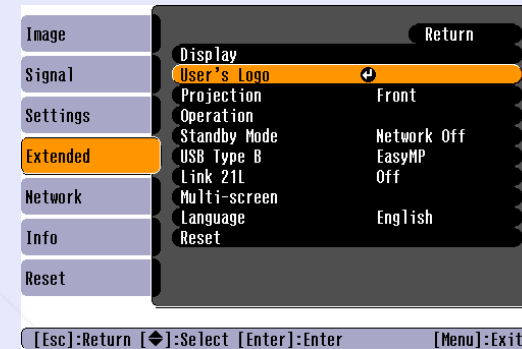 Image
Signal
Settings
Extended
Network
Info
Reset
Return
Display
User's Logo
Projection Front
Operation
Standby Mode Network Off
USB Type B EasyMP
Link 21L Off
Multi-screen
Language English
Reset
[Esc]:Return [◆]:Select [Enter]:Enter [Menu]:Exit